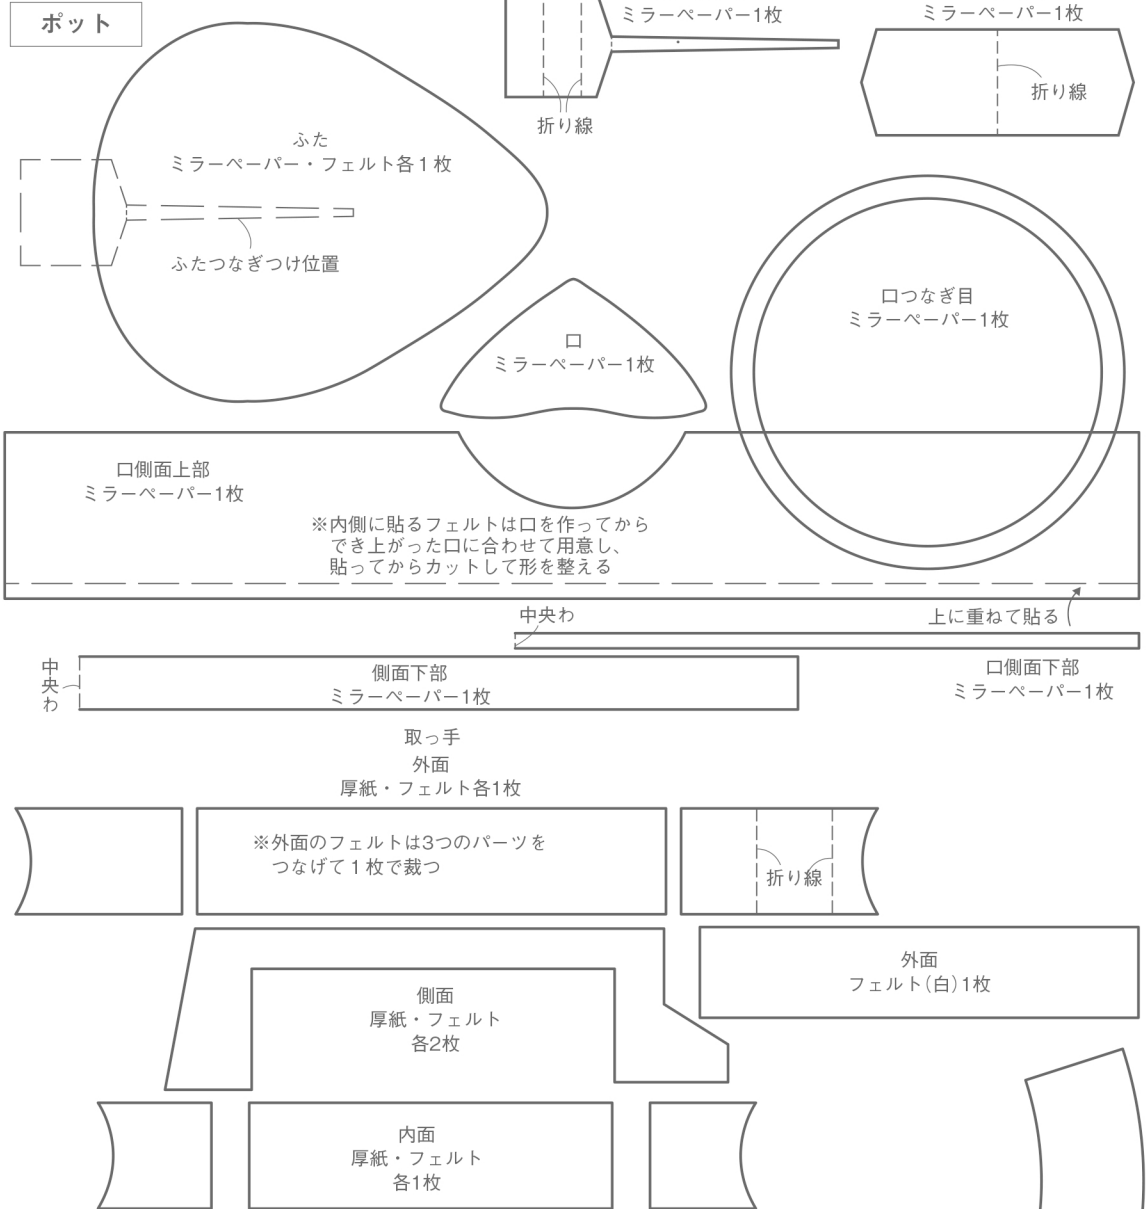 ポット
ミラーペーパー1枚
折り線
ミラーペーパー1枚
折り線
ふた
ミラーペーパー・フェルト各１枚
ふたつなぎつけ位置
口つなぎ目
ミラーペーパー1枚
口
ミラーペーパー1枚
口側面上部
ミラーペーパー1枚
※内側に貼るフェルトは口を作ってから
でき上がった口に合わせて用意し、
貼ってからカットして形を整える
上に重ねて貼る
中央わ
口側面下部
ミラーペーパー1枚
中央わ
側面下部
ミラーペーパー1枚
取っ手
外面
厚紙・フェルト各1枚
※外面のフェルトは3つのパーツを
つなげて１枚で裁つ
折り線
外面
フェルト(白)1枚
側面
厚紙・フェルト
各2枚
内面
厚紙・フェルト
各1枚